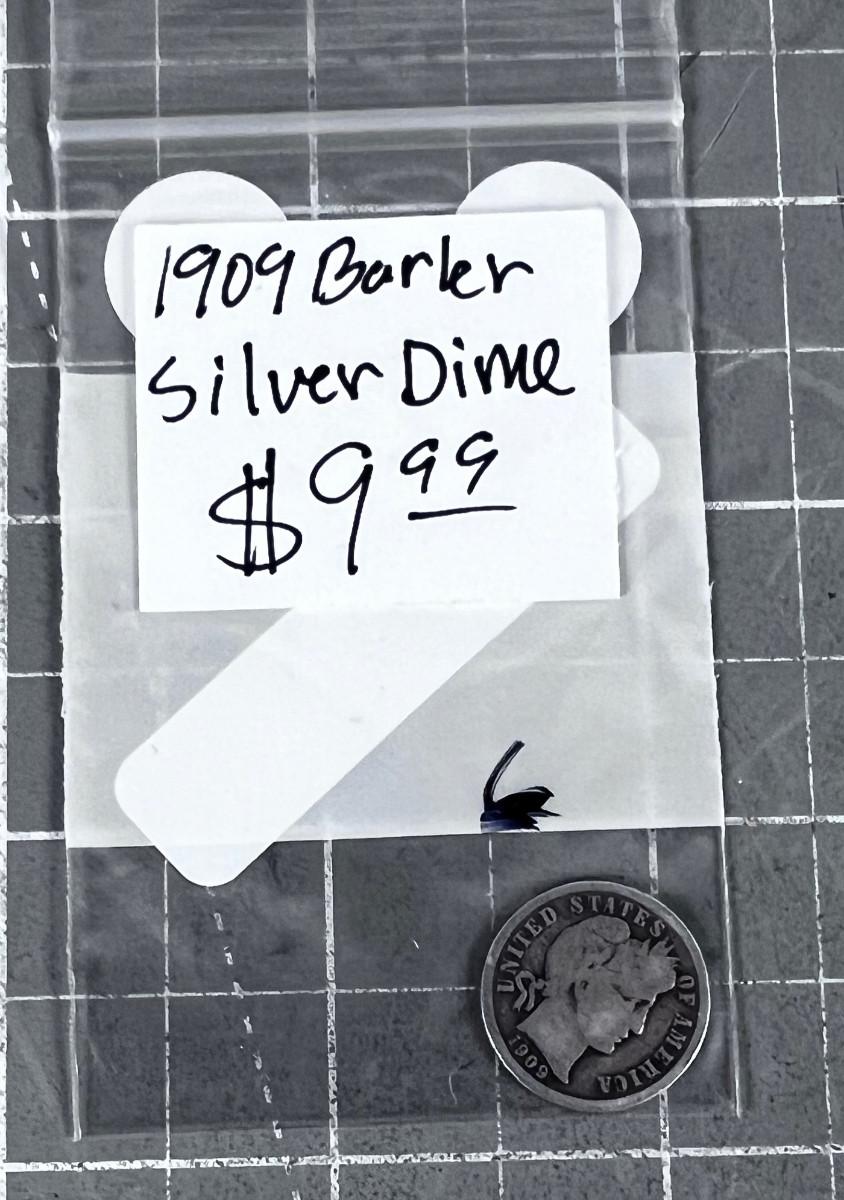 1909 Barber
Silver Dime
$9.99
UNITED STATES OF AMERICA
1909